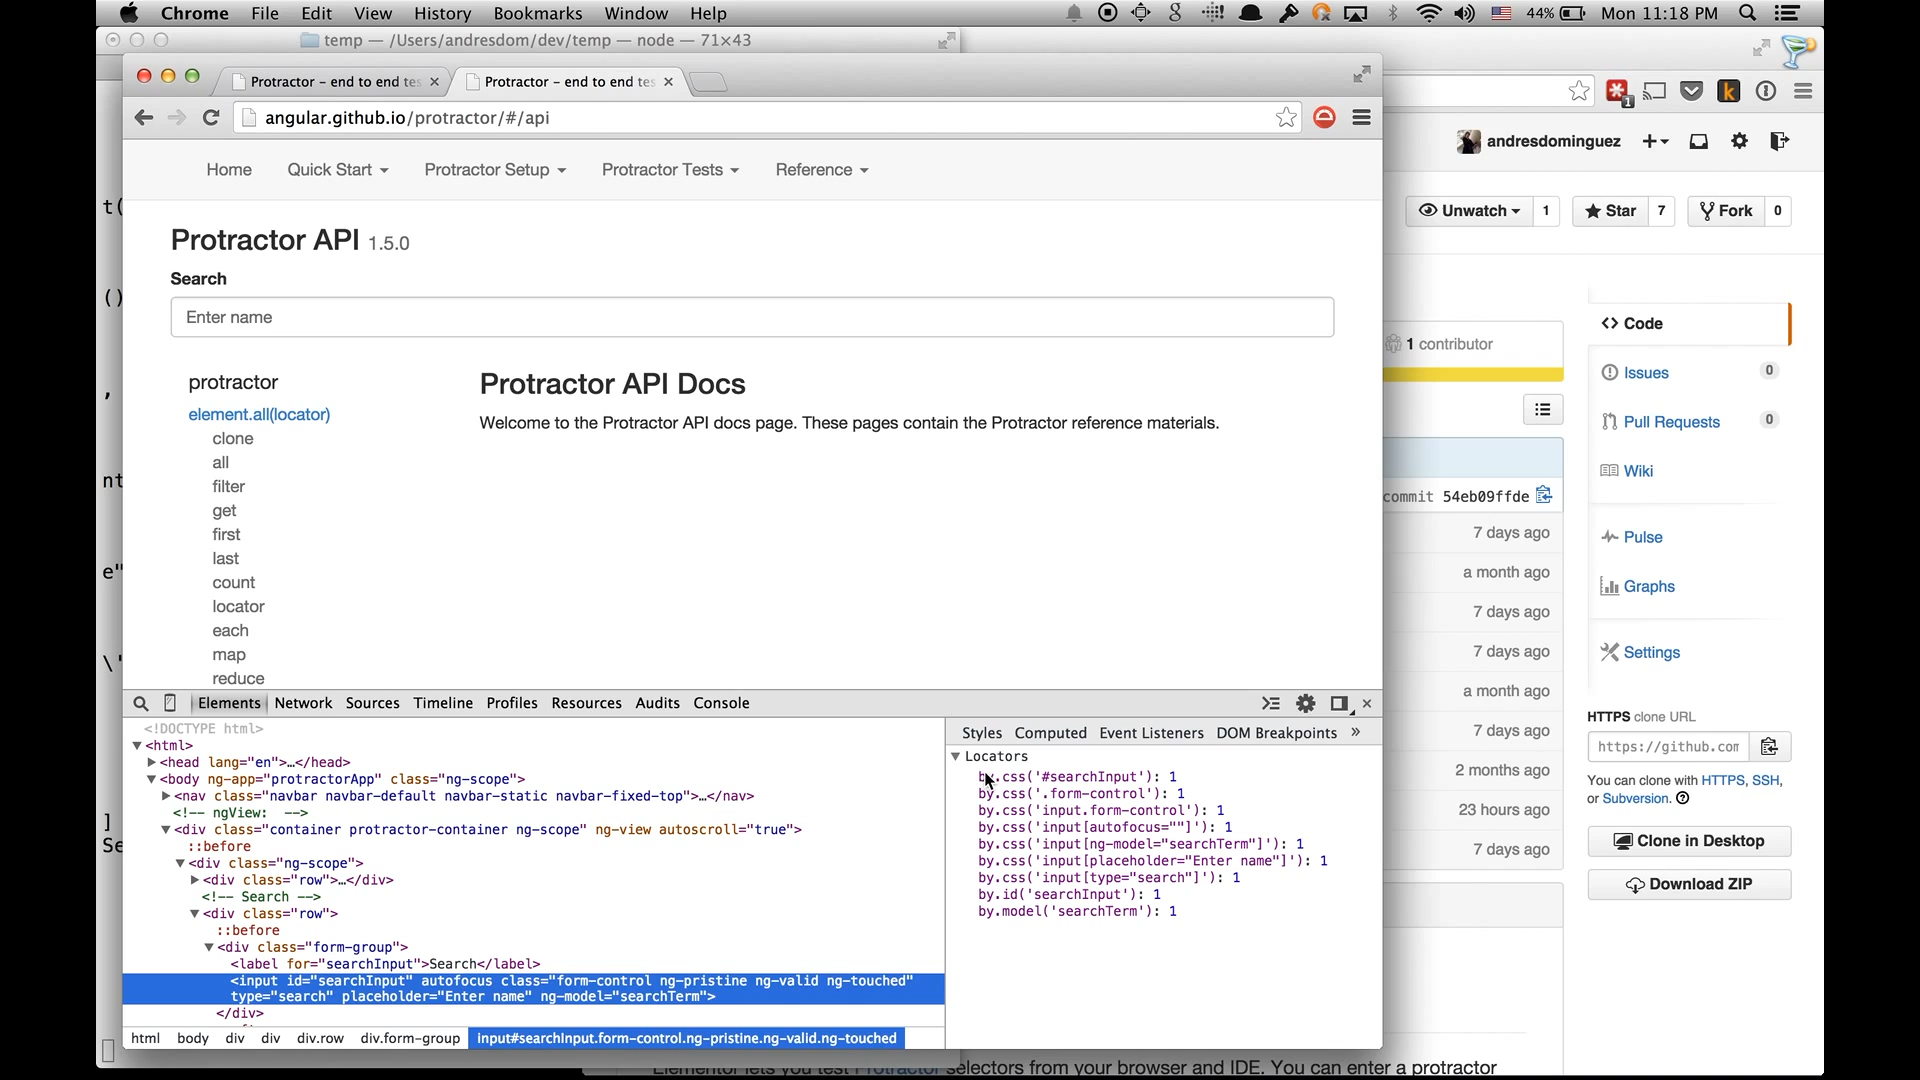 Chrome File Edit View History Bookmarks Window Help 44% Mon 11:18 PM
temp — /Users/andresdom/dev/temp — node — 71×43
Protractor – end to end tes
Protractor – end to end tes
angular.github.io/protractor/#/api
Home Quick Start Protractor Setup Protractor Tests Reference
Protractor API 1.5.0
Search
Enter name
protractor
element.all(locator)
clone
all
filter
get
first
last
count
locator
each
map
reduce
Protractor API Docs
Welcome to the Protractor API docs page. These pages contain the Protractor reference materials.
Elements Network Sources Timeline Profiles Resources Audits Console
<!DOCTYPE html>
<html>
<head lang="en">…</head>
<body ng-app="protractorApp" class="ng-scope">
<nav class="navbar navbar-default navbar-static navbar-fixed-top">…</nav>
<!-- ngView: -->
<div class="container protractor-container ng-scope" ng-view autoscroll="true">
::before
<div class="ng-scope">
<div class="row">…</div>
<!-- Search -->
<div class="row">
::before
<div class="form-group">
<label for="searchInput">Search</label>
<input id="searchInput" autofocus class="form-control ng-pristine ng-valid ng-touched"
type="search" placeholder="Enter name" ng-model="searchTerm">
</div>
html body div div div.row div.form-group input#searchInput.form-control.ng-pristine.ng-valid.ng-touched
Styles Computed Event Listeners DOM Breakpoints »
Locators
by.css('#searchInput'): 1
by.css('.form-control'): 1
by.css('input.form-control'): 1
by.css('input[autofocus=""]'): 1
by.css('input[ng-model="searchTerm"]'): 1
by.css('input[placeholder="Enter name"]'): 1
by.css('input[type="search"]'): 1
by.id('searchInput'): 1
by.model('searchTerm'): 1
t(
()
,
nt
e"
\'
]
Se
andresdominguez
Unwatch 1 Star 7 Fork 0
1 contributor
commit 54eb09ffde
7 days ago
a month ago
7 days ago
7 days ago
a month ago
7 days ago
2 months ago
23 hours ago
7 days ago
Code
Issues 0
Pull Requests 0
Wiki
Pulse
Graphs
Settings
HTTPS clone URL
https://github.con
You can clone with HTTPS, SSH,
or Subversion.
Clone in Desktop
Download ZIP
Elementor lets you test Protractor selectors from your browser and IDE. You can enter a protractor